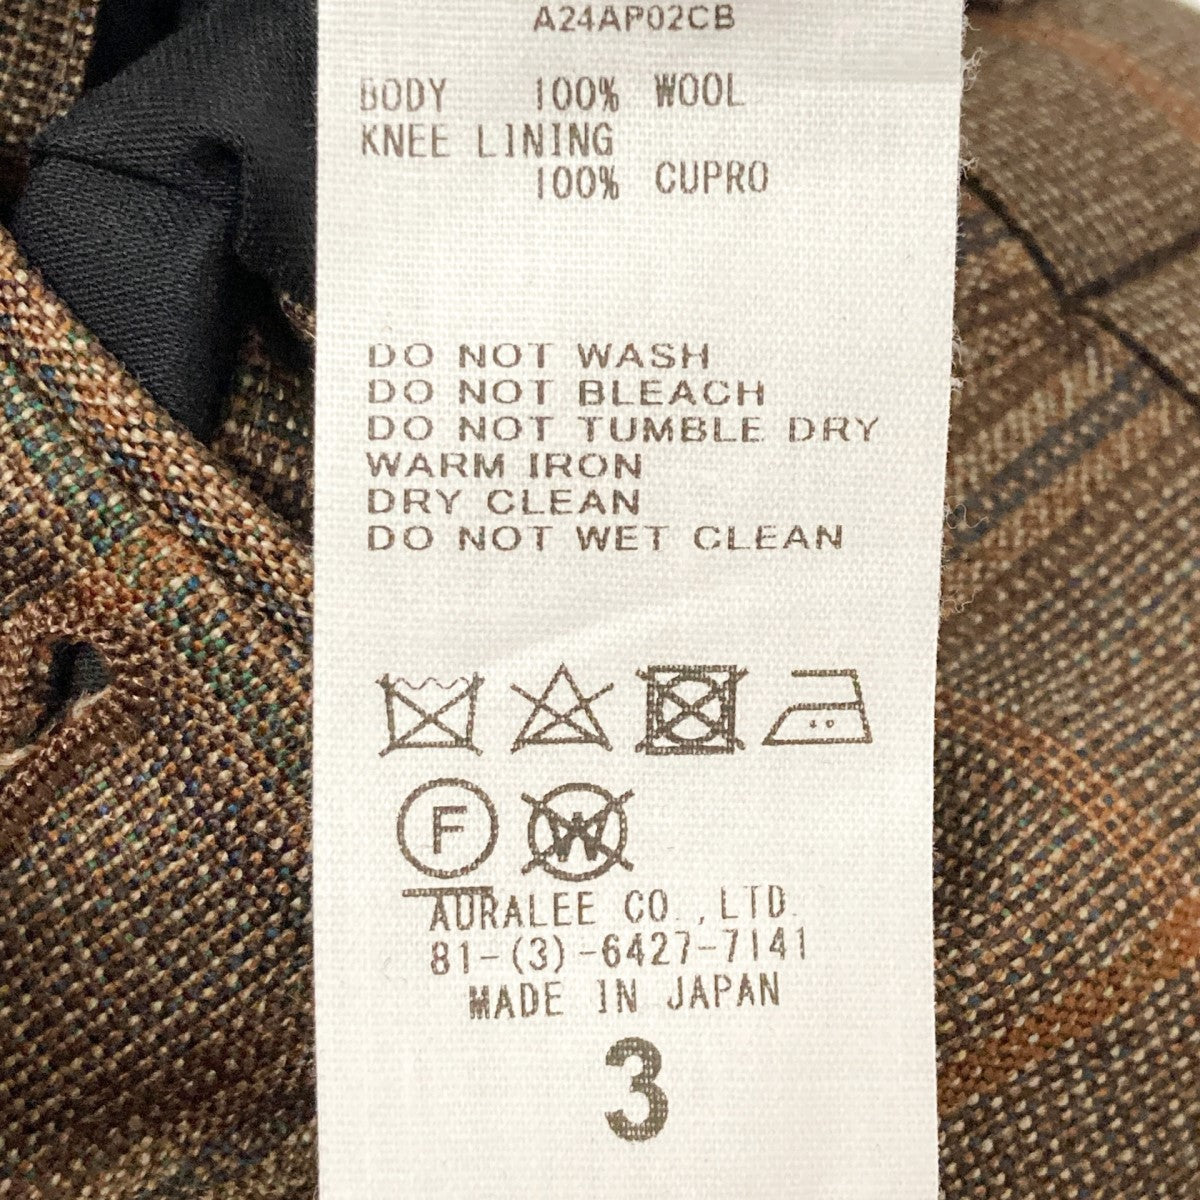 A24AP02CB
BODY 100% WOOL
KNEE LINING
100% CUPRO
DO NOT WASH
DO NOT BLEACH
DO NOT TUMBLE DRY
WARM IRON
DRY CLEAN
DO NOT WET CLEAN
F W
AURALEE CO.,LTD.
81-(3)-6427-7141
MADE IN JAPAN
3